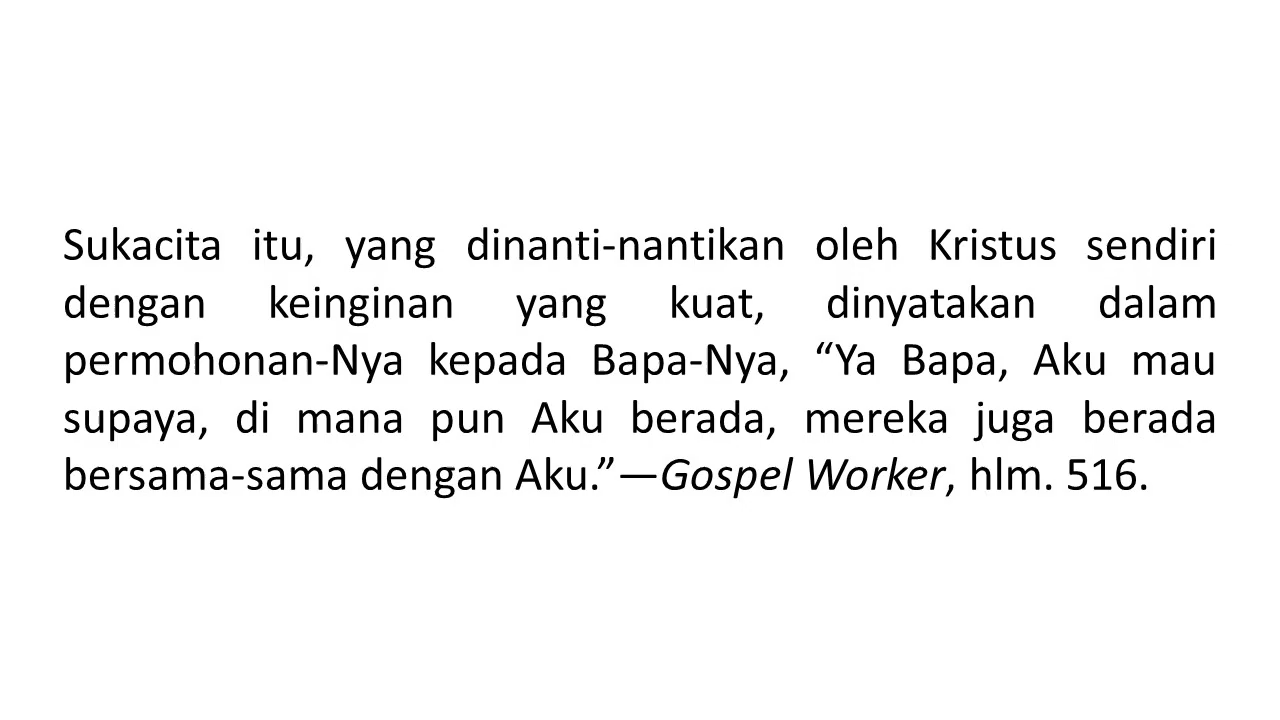 Sukacita itu, yang dinanti-nantikan oleh Kristus sendiri
dengan keinginan yang kuat, dinyatakan dalam
permohonan-Nya kepada Bapa-Nya, “Ya Bapa, Aku mau
supaya, di mana pun Aku berada, mereka juga berada
bersama-sama dengan Aku.”—Gospel Worker, hlm. 516.